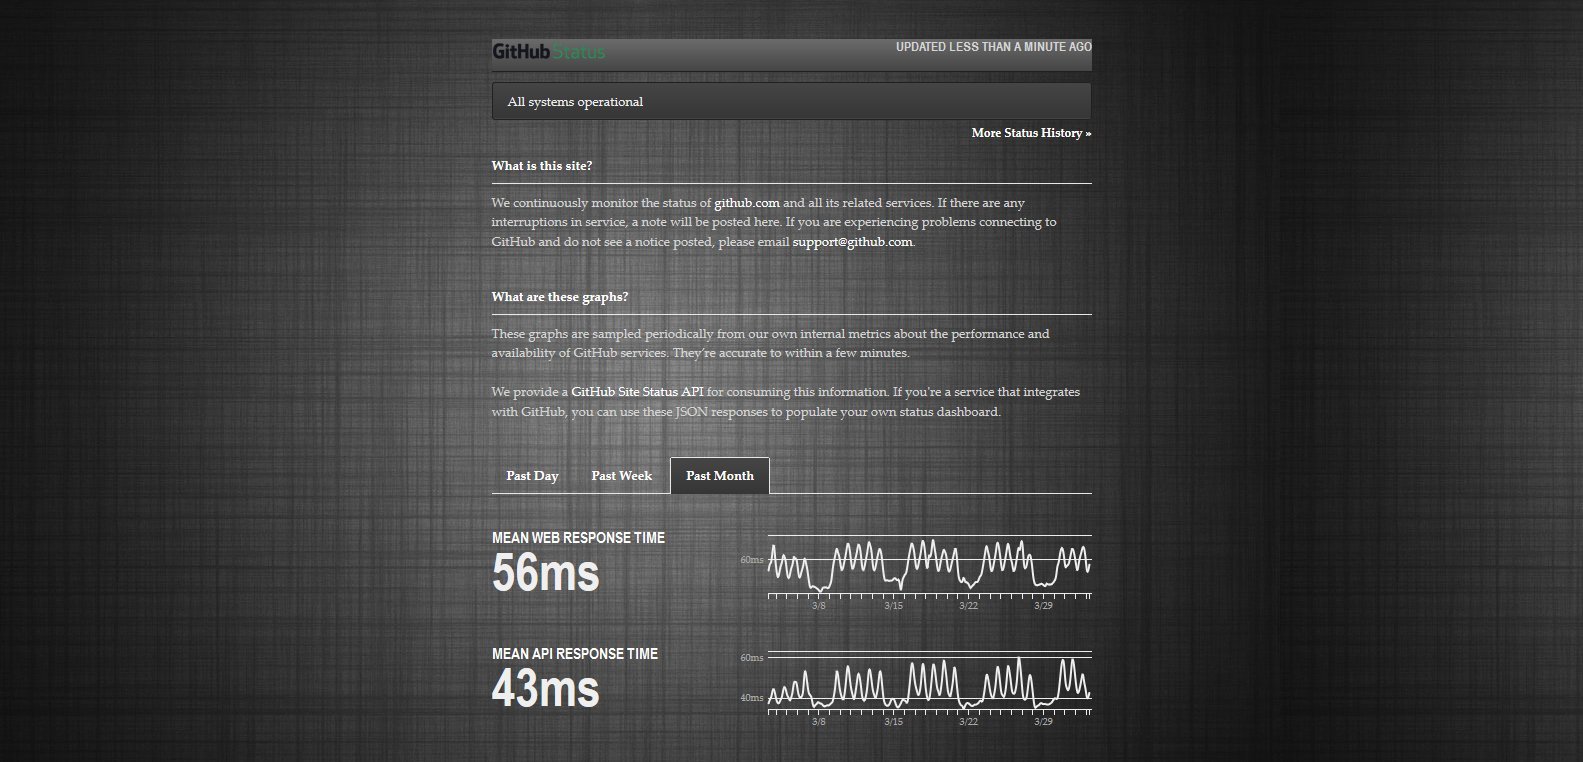 GitHub Status
UPDATED LESS THAN A MINUTE AGO
All systems operational
More Status History »
What is this site?
We continuously monitor the status of github.com and all its related services. If there are any
interruptions in service, a note will be posted here. If you are experiencing problems connecting to
GitHub and do not see a notice posted, please email support@github.com.
What are these graphs?
These graphs are sampled periodically from our own internal metrics about the performance and
availability of GitHub services. They're accurate to within a few minutes.
We provide a GitHub Site Status API for consuming this information. If you're a service that integrates
with GitHub, you can use these JSON responses to populate your own status dashboard.
Past Day Past Week Past Month
MEAN WEB RESPONSE TIME
56ms
60ms
3/8 3/15 3/22 3/29
MEAN API RESPONSE TIME
43ms
60ms
40ms
3/8 3/15 3/22 3/29